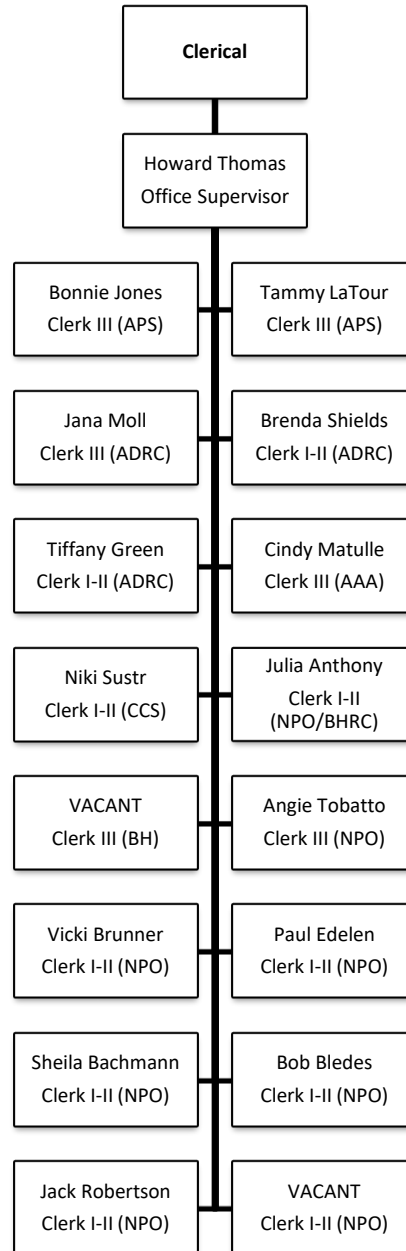 Clerical
Howard Thomas
Office Supervisor
Bonnie Jones
Clerk III (APS)
Tammy LaTour
Clerk III (APS)
Jana Moll
Clerk III (ADRC)
Brenda Shields
Clerk I-II (ADRC)
Tiffany Green
Clerk I-II (ADRC)
Cindy Matulle
Clerk III (AAA)
Niki Sustr
Clerk I-II (CCS)
Julia Anthony
Clerk I-II
(NPO/BHRC)
VACANT
Clerk III (BH)
Angie Tobatto
Clerk III (NPO)
Vicki Brunner
Clerk I-II (NPO)
Paul Edelen
Clerk I-II (NPO)
Sheila Bachmann
Clerk I-II (NPO)
Bob Bledes
Clerk I-II (NPO)
Jack Robertson
Clerk I-II (NPO)
VACANT
Clerk I-II (NPO)